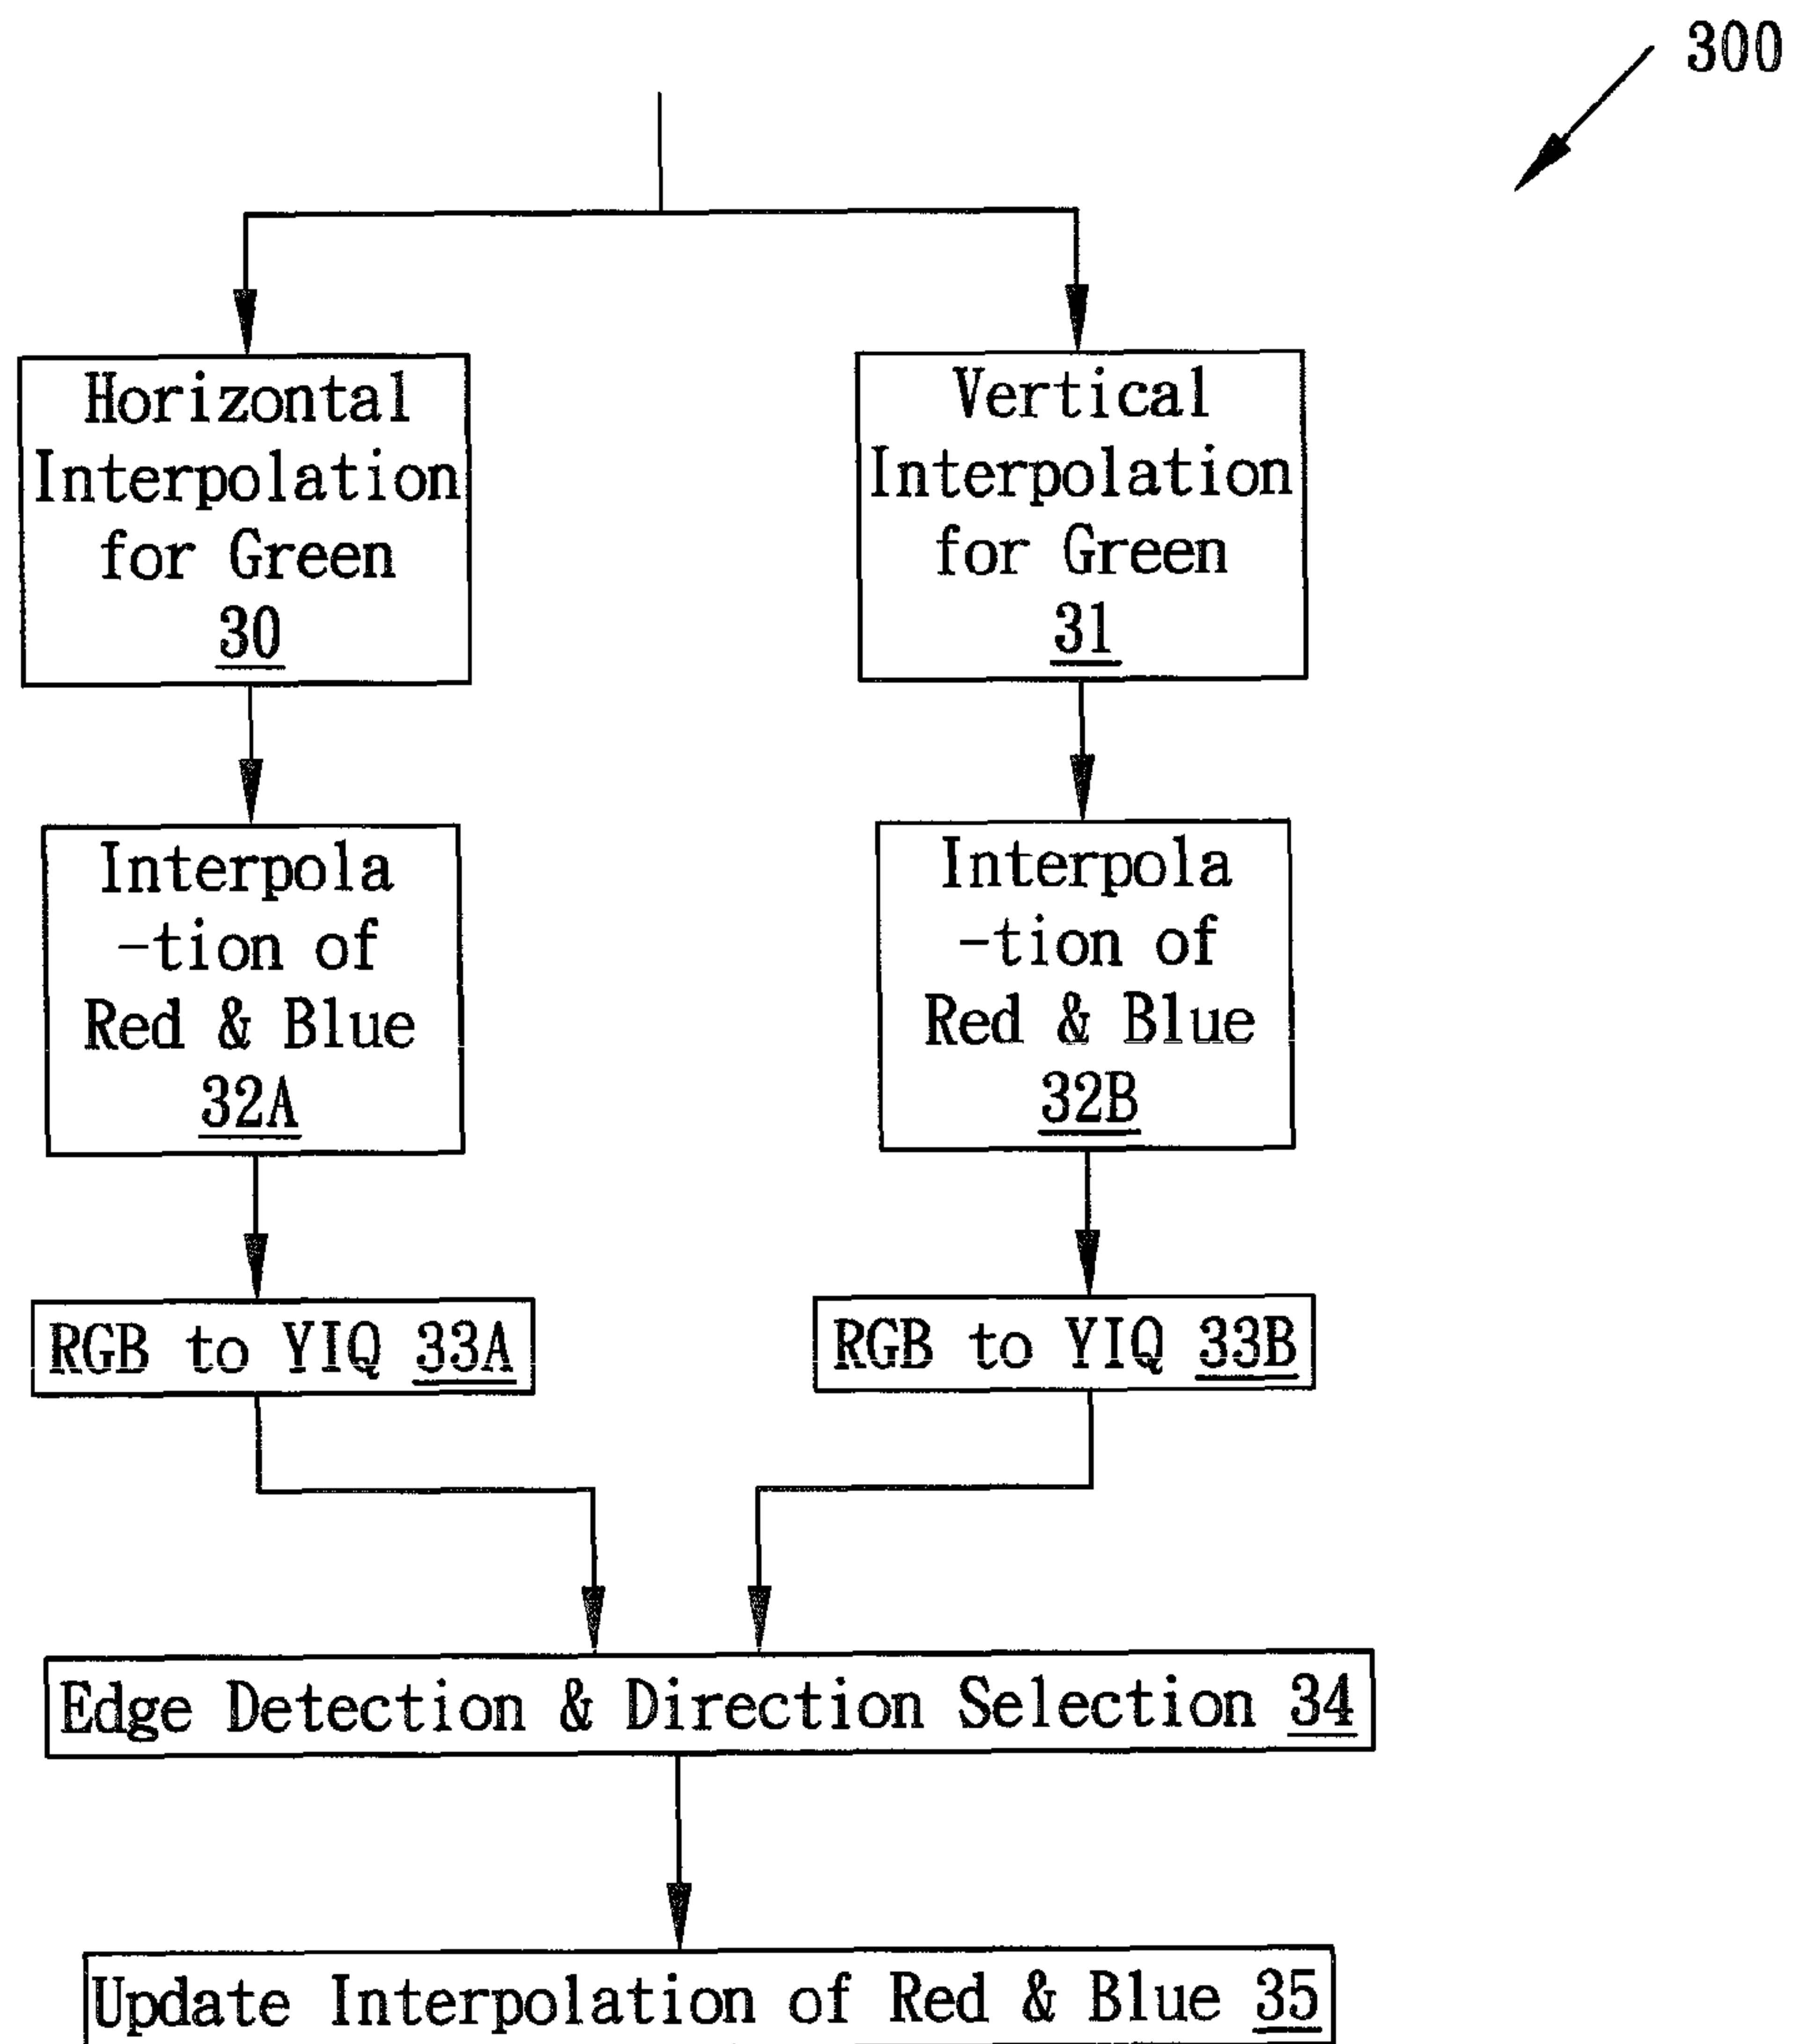 300
Horizontal
Interpolation
for Green
30
Vertical
Interpolation
for Green
31
Interpola
-tion of
Red & Blue
32A
Interpola
-tion of
Red & Blue
32B
RGB to YIQ 33A
RGB to YIQ 33B
Edge Detection & Direction Selection 34
Update Interpolation of Red & Blue 35